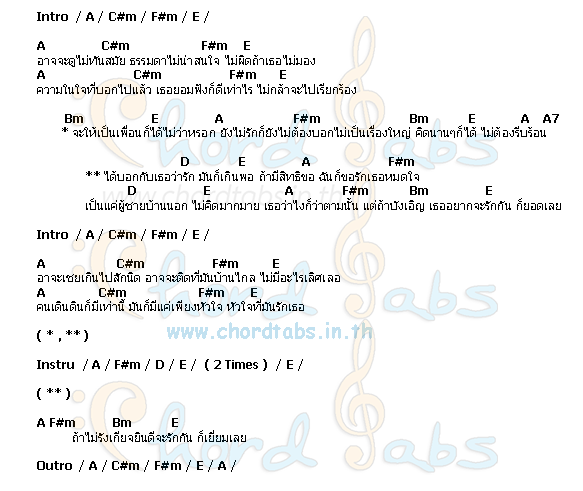 Intro / A / C#m / F#m / E /
A C#m F#m E
อาจจะดูไม่ทันสมัย ธรรมดาไม่น่าสนใจ ไม่ผิดถ้าเธอไม่มอง
A C#m F#m E
ความในใจที่บอกไปแล้ว เธอยอมฟังก็ดีเท่าไร ไม่กล้าจะไปเรียกร้อง
Bm E A F#m Bm E A A7
* จะให้เป็นเพื่อนก็ได้ไม่ว่าหรอก ยังไม่รักก็ยังไม่ต้องบอกไม่เป็นเรื่องใหญ่ คิดนานๆก็ได้ ไม่ต้องรีบร้อน
D E A F#m
** ได้บอกกับเธอว่ารัก มันก็เกินพอ ถ้ามีสิทธิขอ ฉันก็ขอรักเธอหมดใจ
D E A F#m Bm E
เป็นแค่ผู้ชายบ้านนอก ไม่คิดมากมาย เธอว่าไงก็ว่าตามนั้น แต่ถ้าบังเอิญ เธออยากจะรักกัน ก็ยอดเลย
Intro / A / C#m / F#m / E /
A C#m F#m E
อาจะเชยเกินไปสักนิด อาจจะติดที่มันบ้านไกล ไม่มีอะไรเลิศเลอ
A C#m F#m E
คนเดินดินก็มีเท่านี้ มันก็มีแค่เพียงหัวใจ หัวใจที่มันรักเธอ
( * , ** )
www.chordtabs.in.th
Instru / A / F#m / D / E / ( 2 Times ) / E /
( ** )
A F#m Bm E
ถ้าไม่รังเกียจยินดีจะรักกัน ก็เยี่ยมเลย
Outro / A / C#m / F#m / E / A /